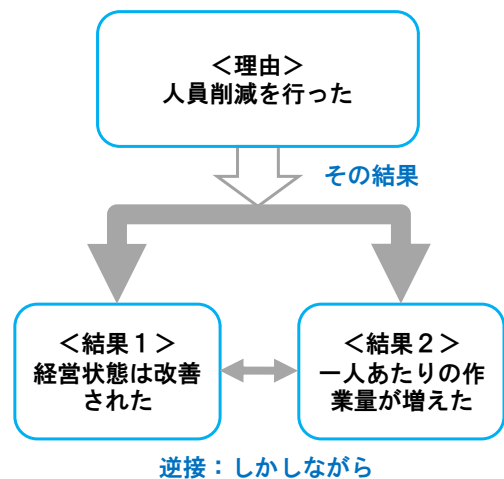 ＜理由＞
人員削減を行った
その結果
＜結果１＞
経営状態は改善
された
＜結果２＞
一人あたりの作
業量が増えた
逆接：しかしながら